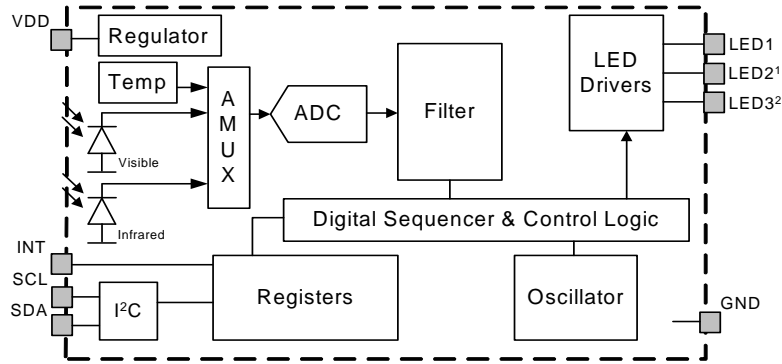 VDD
Regulator
LED1
LED2¹
LED3²
LED
Drivers
Temp
A
M
U
X
ADC
Filter
Visible
Infrared
Digital Sequencer & Control Logic
INT
SCL
SDA
I²C
Registers
Oscillator
GND